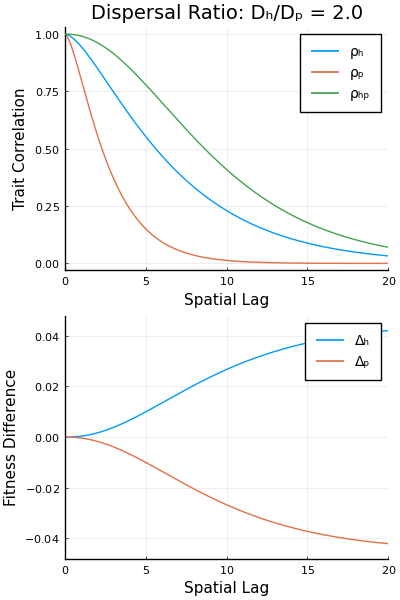 Dispersal Ratio: Dₕ/Dₚ = 2.0
1.00
0.75
0.50
0.25
0.00
Trait Correlation
ρₕ
ρₚ
ρₕₚ
0 5 10 15 20
Spatial Lag
0.04
0.02
0.00
−0.02
−0.04
Fitness Difference
Δₕ
Δₚ
0 5 10 15 20
Spatial Lag